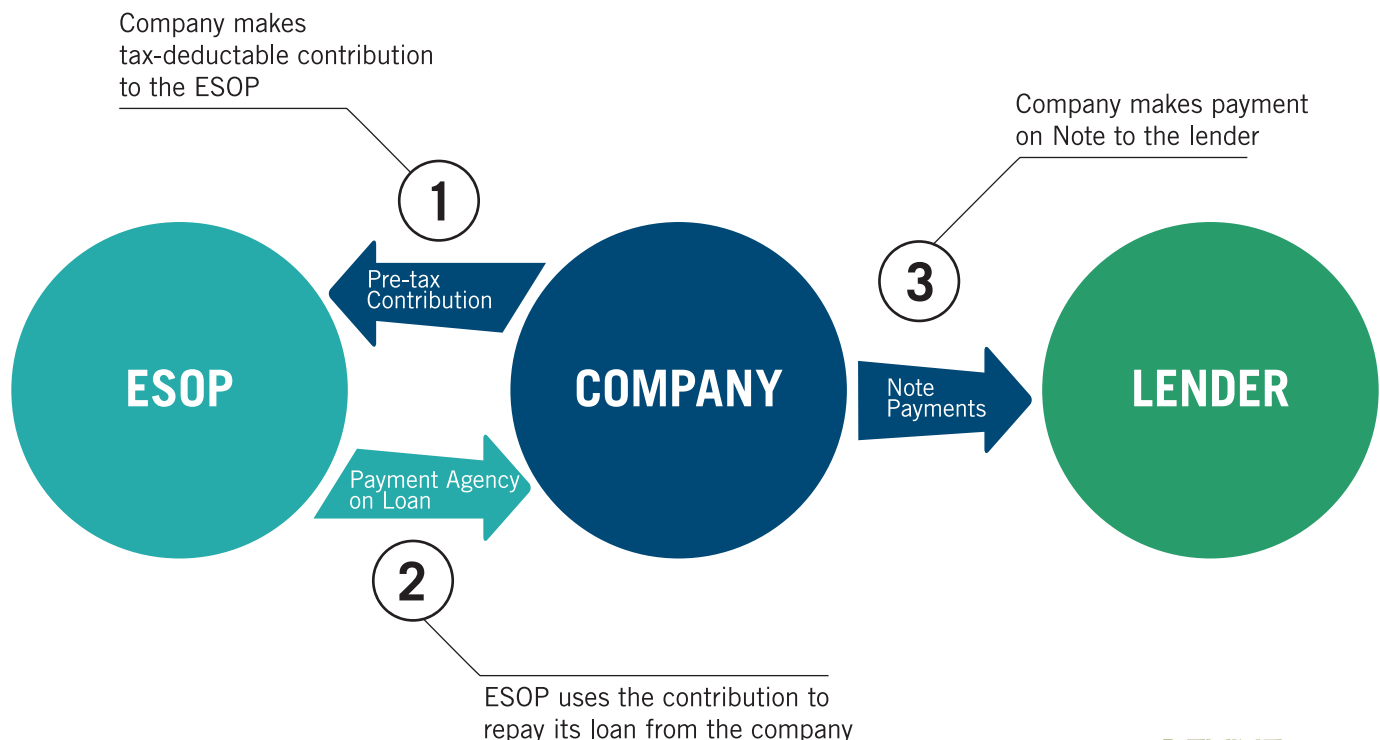 Company makes
tax-deductable contribution
to the ESOP
Company makes payment
on Note to the lender
1
3
Pre-tax
Contribution
ESOP
COMPANY
Note
Payments
LENDER
Payment Agency
on Loan
2
ESOP uses the contribution to
repay its loan from the company